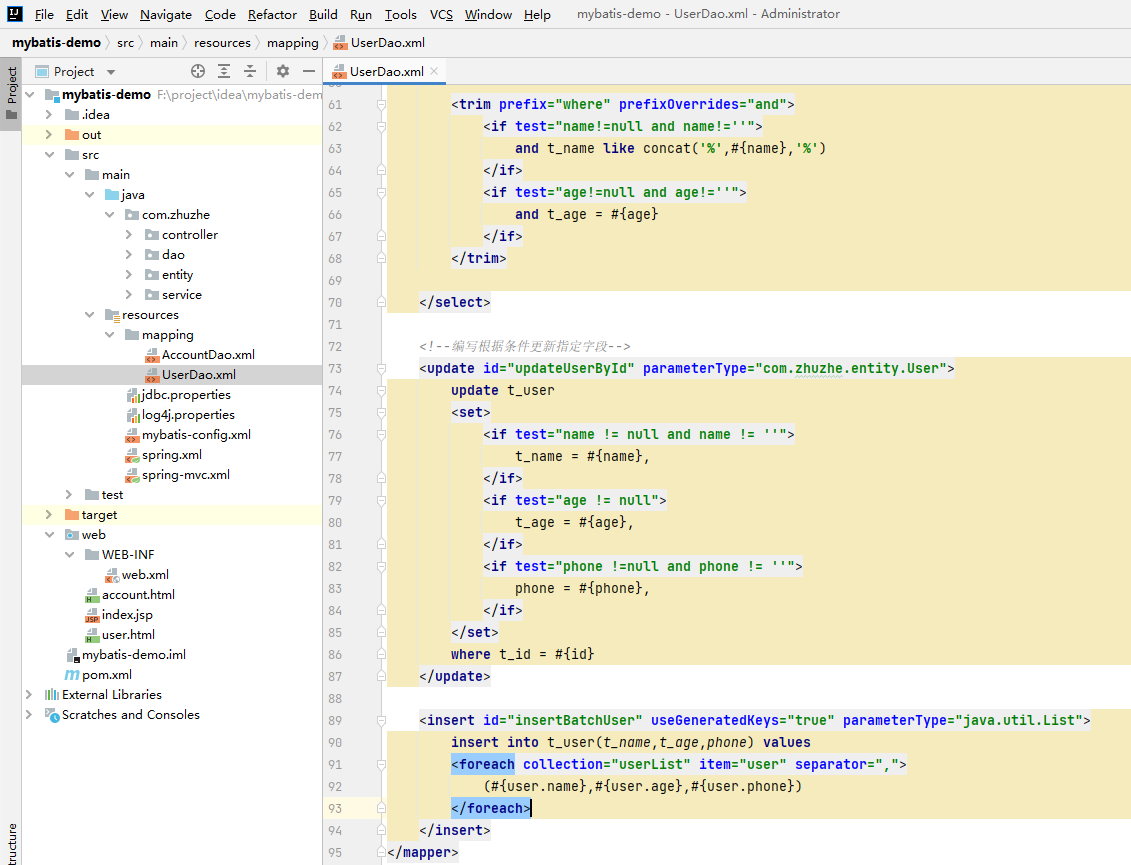 File Edit View Navigate Code Refactor Build Run Tools VCS Window Help mybatis-demo - UserDao.xml - Administrator
mybatis-demo src main resources mapping UserDao.xml
Project
Project
mybatis-demo F:\project\idea\mybatis-dem
.idea
out
src
main
java
com.zhuzhe
controller
dao
entity
service
resources
mapping
AccountDao.xml
UserDao.xml
jdbc.properties
log4j.properties
mybatis-config.xml
spring.xml
spring-mvc.xml
test
target
web
WEB-INF
web.xml
account.html
index.jsp
user.html
mybatis-demo.iml
pom.xml
External Libraries
Scratches and Consoles
ructure
UserDao.xml
61 <trim prefix="where" prefixOverrides="and">
62 <if test="name!=null and name!=''">
63 and t_name like concat('%',#{name},'%')
64 </if>
65 <if test="age!=null and age!=''">
66 and t_age = #{age}
67 </if>
68 </trim>
69
70 </select>
71
72 <!--编写根据条件更新指定字段-->
73 <update id="updateUserById" parameterType="com.zhuzhe.entity.User">
74 update t_user
75 <set>
76 <if test="name != null and name != ''">
77 t_name = #{name},
78 </if>
79 <if test="age != null">
80 t_age = #{age},
81 </if>
82 <if test="phone !=null and phone != ''">
83 phone = #{phone},
84 </if>
85 </set>
86 where t_id = #{id}
87 </update>
88
89 <insert id="insertBatchUser" useGeneratedKeys="true" parameterType="java.util.List">
90 insert into t_user(t_name,t_age,phone) values
91 <foreach collection="userList" item="user" separator=",">
92 (#{user.name},#{user.age},#{user.phone})
93 </foreach>
94 </insert>
95 </mapper>